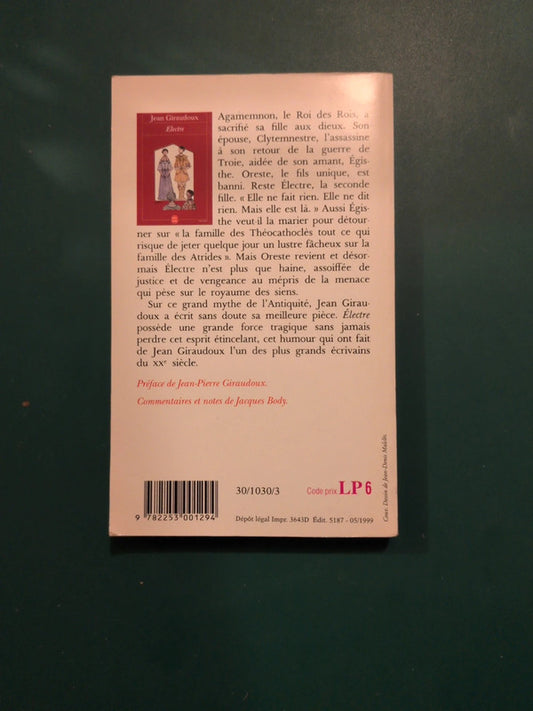 Jean Giraudoux
Electre
Agamemnon, le Roi des Rois, a
sacrifié sa fille aux dieux. Son
épouse, Clytemnestre, l'assassine
à son retour de la guerre de
Troie, aidée de son amant, Égis-
the. Oreste, le fils unique, est
banni. Reste Électre, la seconde
fille. « Elle ne fait rien. Elle ne dit
rien. Mais elle est là. » Aussi Égis-
the veut-il la marier pour détour-
ner sur « la famille des Théocathoclès tout ce qui
risque de jeter quelque jour un lustre fâcheux sur la
famille des Atrides ». Mais Oreste revient et désor-
mais Électre n'est plus que haine, assoiffée de
justice et de vengeance au mépris de la menace
qui pèse sur le royaume des siens.
Sur ce grand mythe de l'Antiquité, Jean Girau-
doux a écrit sans doute sa meilleure pièce. Électre
possède une grande force tragique sans jamais
perdre cet esprit étincelant, cet humour qui ont fait
de Jean Giraudoux l'un des plus grands écrivains
du XXe siècle.
Préface de Jean-Pierre Giraudoux.
Commentaires et notes de Jacques Body.
Couv. Dessin de Jean-Denis Malclès.
30/1030/3
Code prix LP 6
9 782253 001294
Dépôt légal Impr. 3643D Édit. 5187 - 05/1999